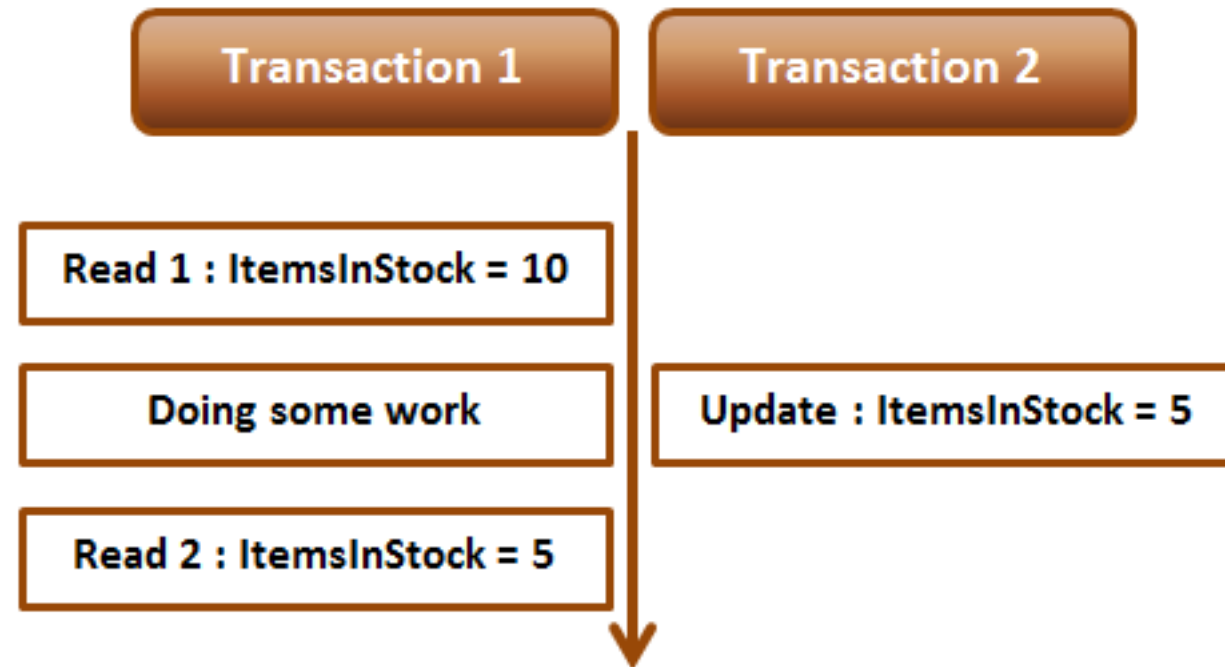 Transaction 1
Transaction 2
Read 1 : ItemsInStock = 10
Doing some work
Update : ItemsInStock = 5
Read 2 : ItemsInStock = 5